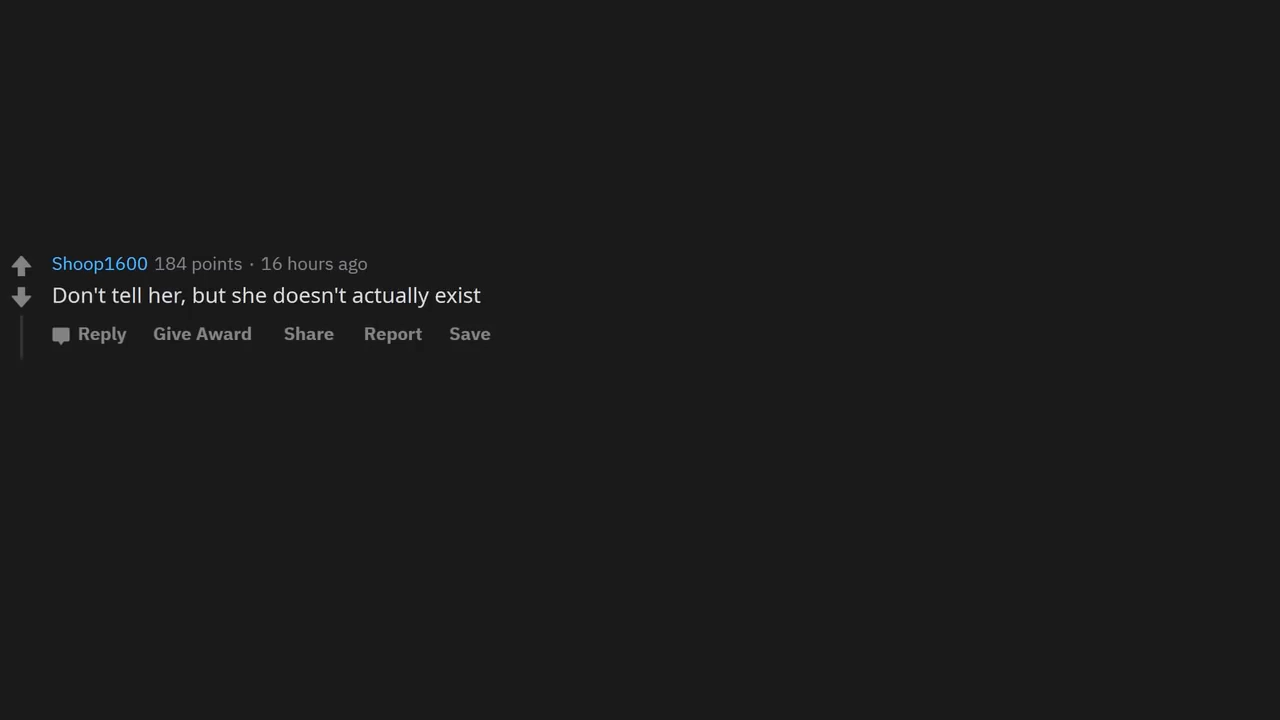 Shoop1600 184 points · 16 hours ago
Don't tell her, but she doesn't actually exist
Reply Give Award Share Report Save